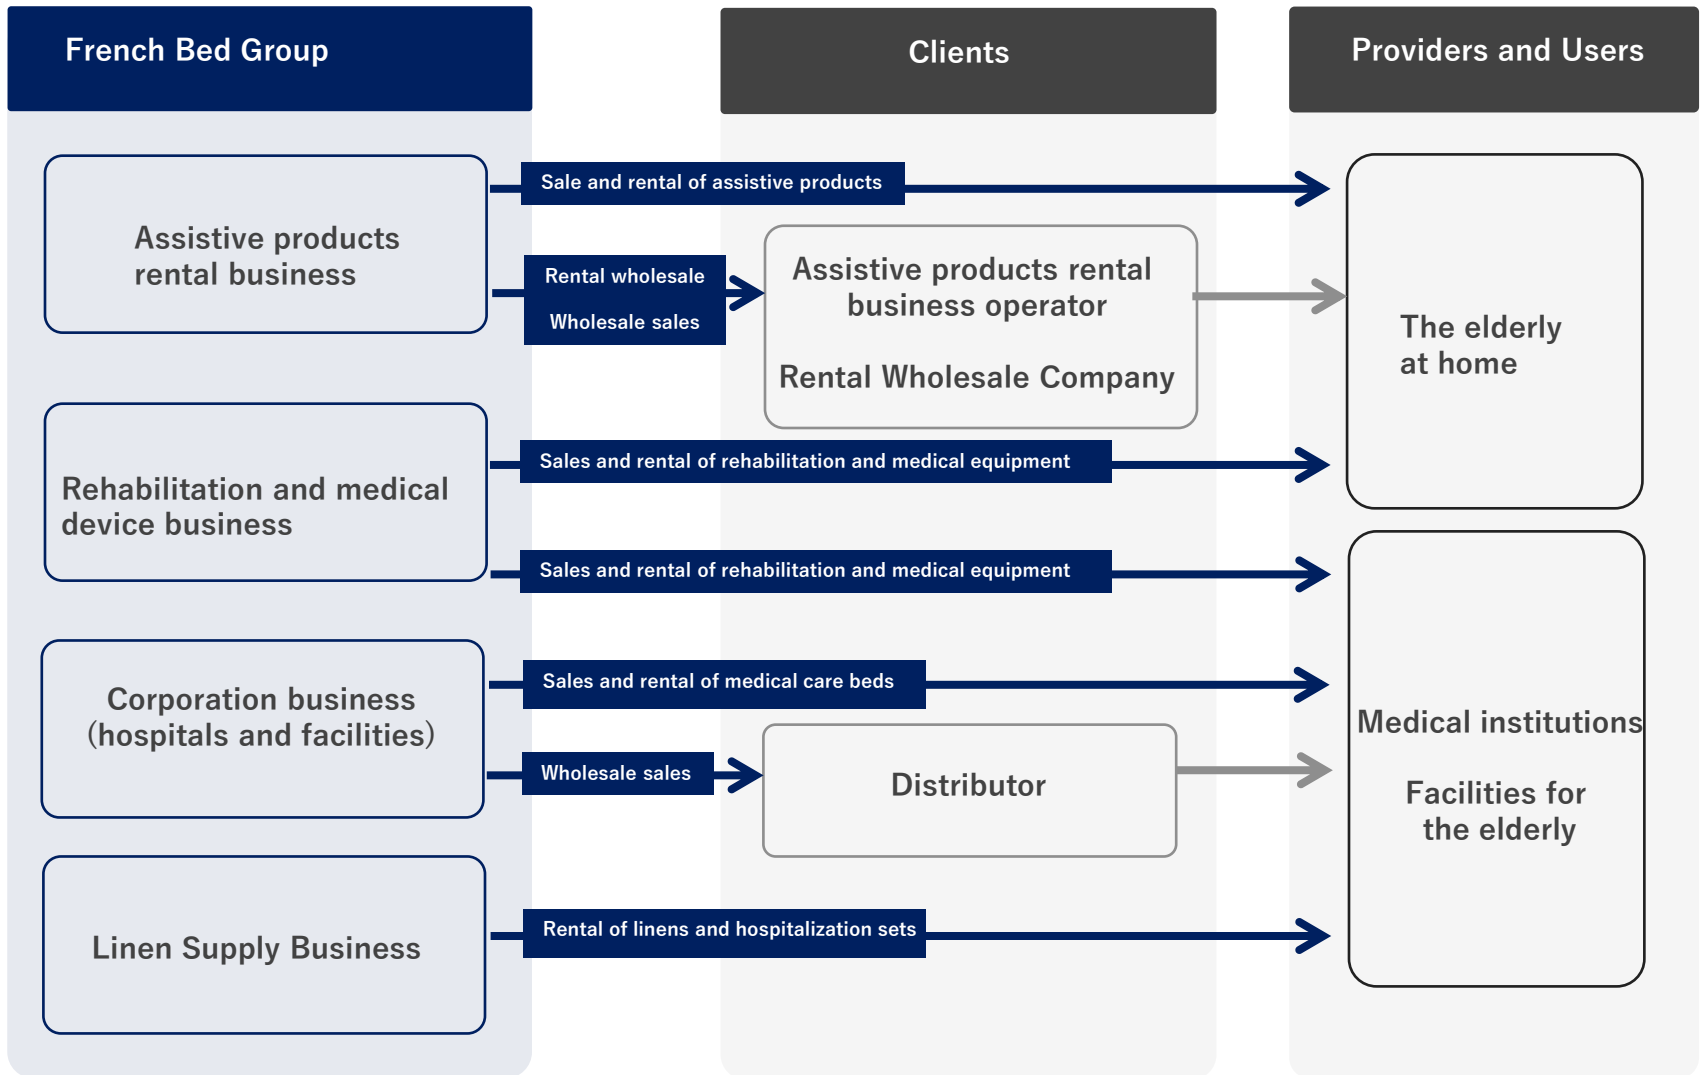 French Bed Group
Clients
Providers and Users
Assistive products
rental business
Sale and rental of assistive products
Rental wholesale
Wholesale sales
Assistive products rental
business operator
Rental Wholesale Company
The elderly
at home
Rehabilitation and medical
device business
Sales and rental of rehabilitation and medical equipment
Sales and rental of rehabilitation and medical equipment
Corporation business
(hospitals and facilities)
Sales and rental of medical care beds
Wholesale sales
Distributor
Medical institutions
Facilities for
the elderly
Linen Supply Business
Rental of linens and hospitalization sets